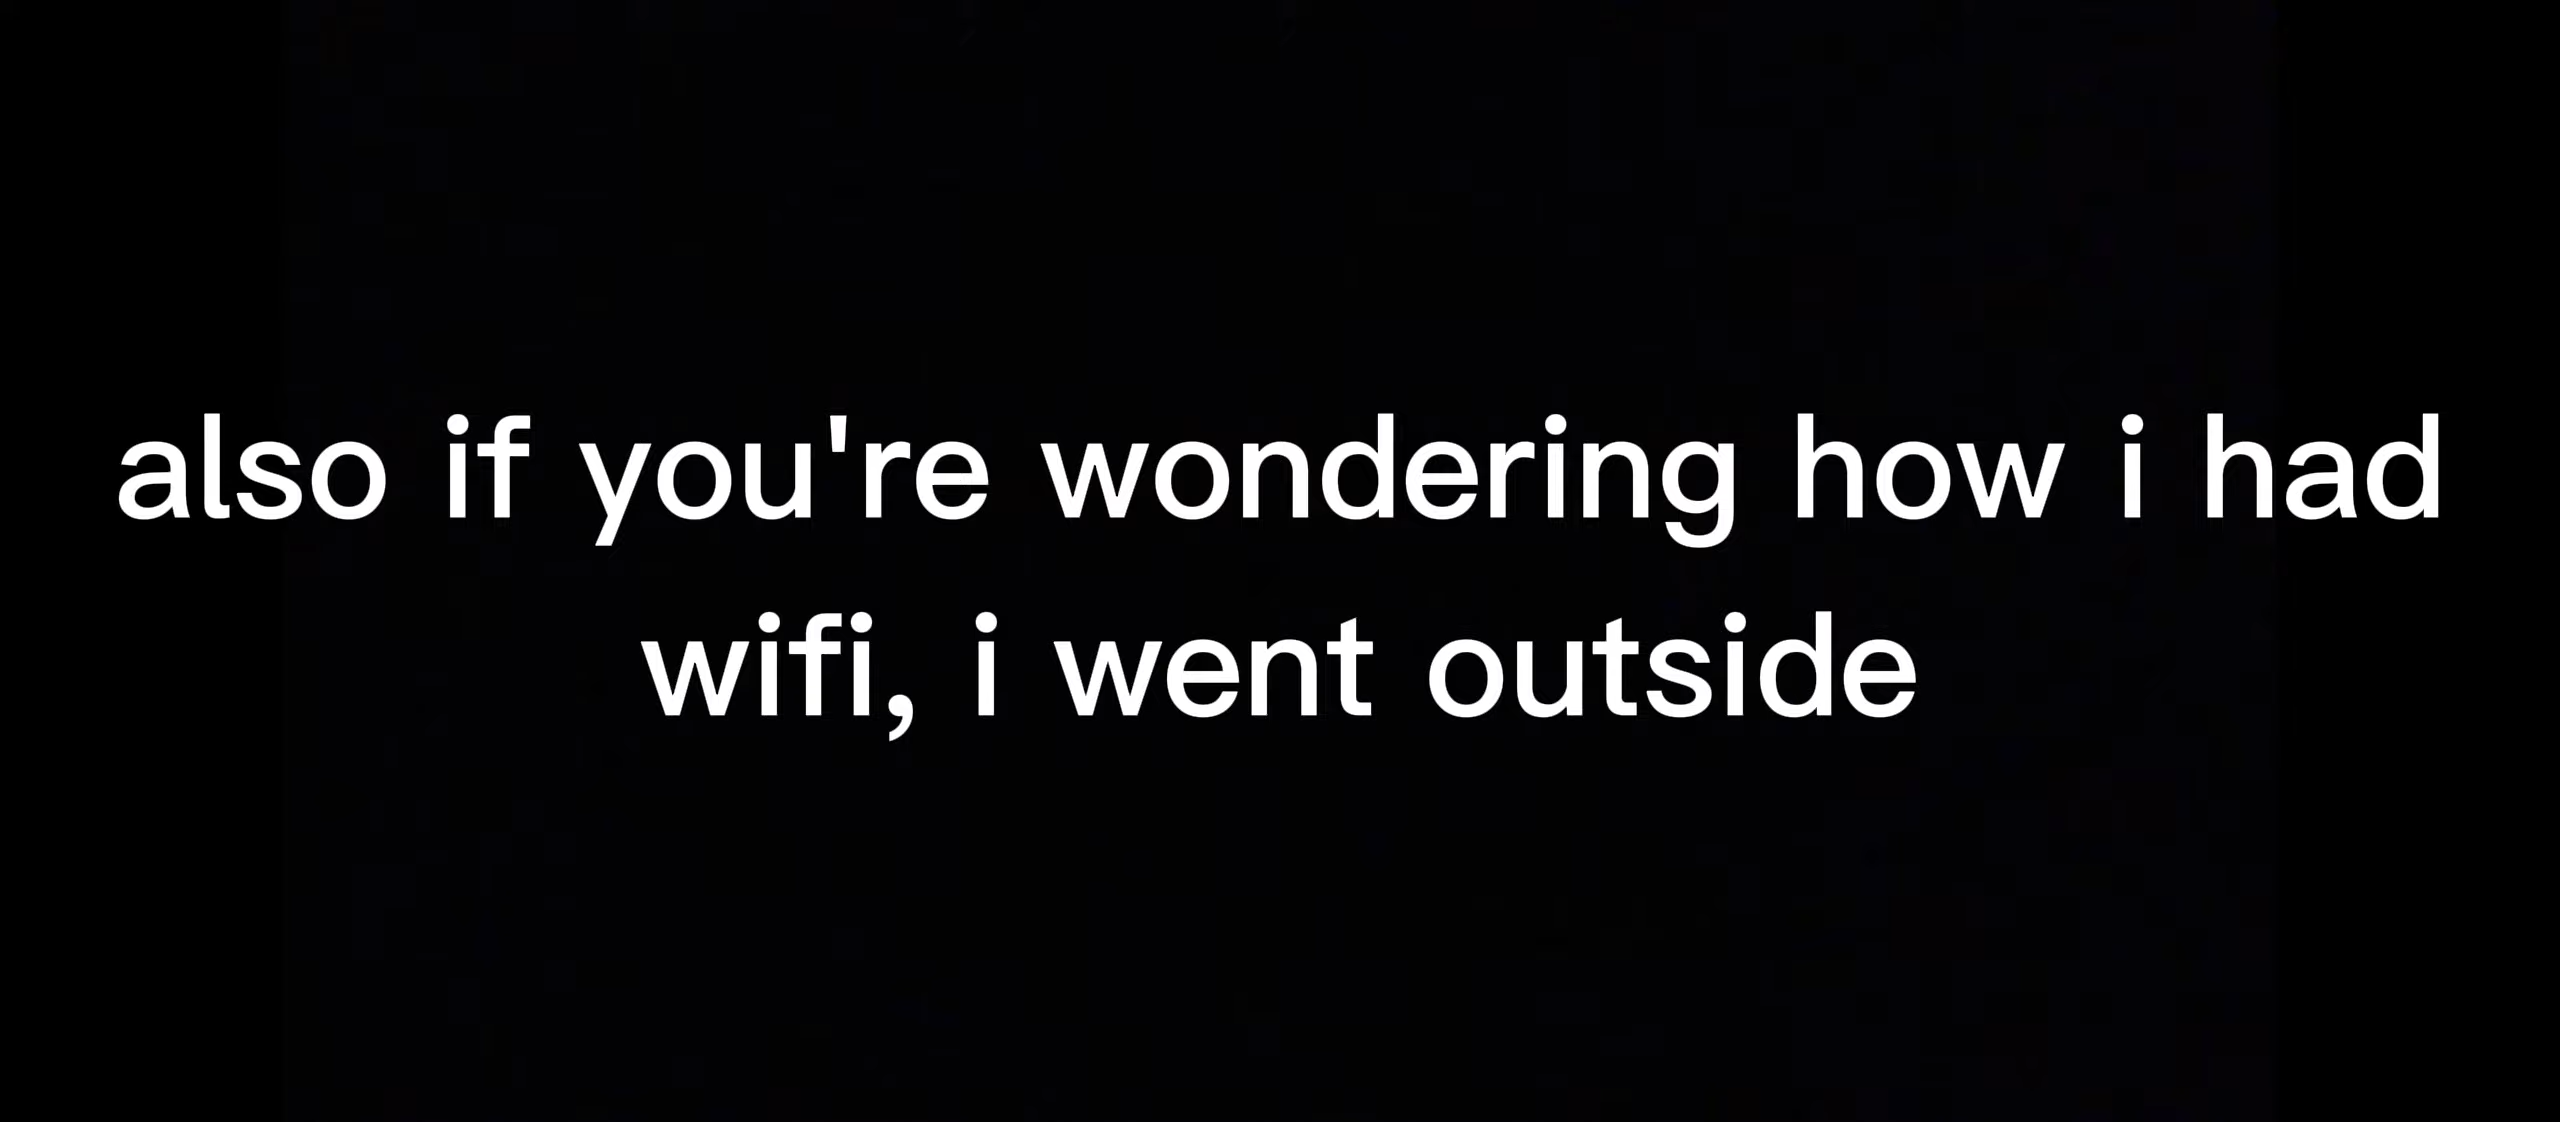 also if you're wondering how i had
wifi, i went outside